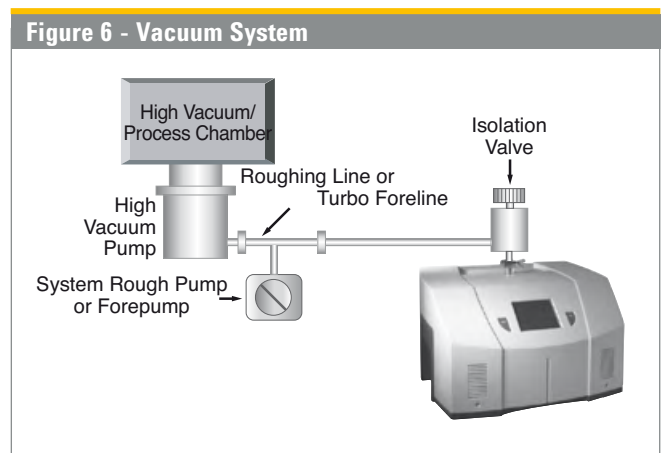 Figure 6 - Vacuum System
High Vacuum/
Process Chamber
Isolation
Valve
Roughing Line or
Turbo Foreline
High
Vacuum
Pump
System Rough Pump
or Forepump